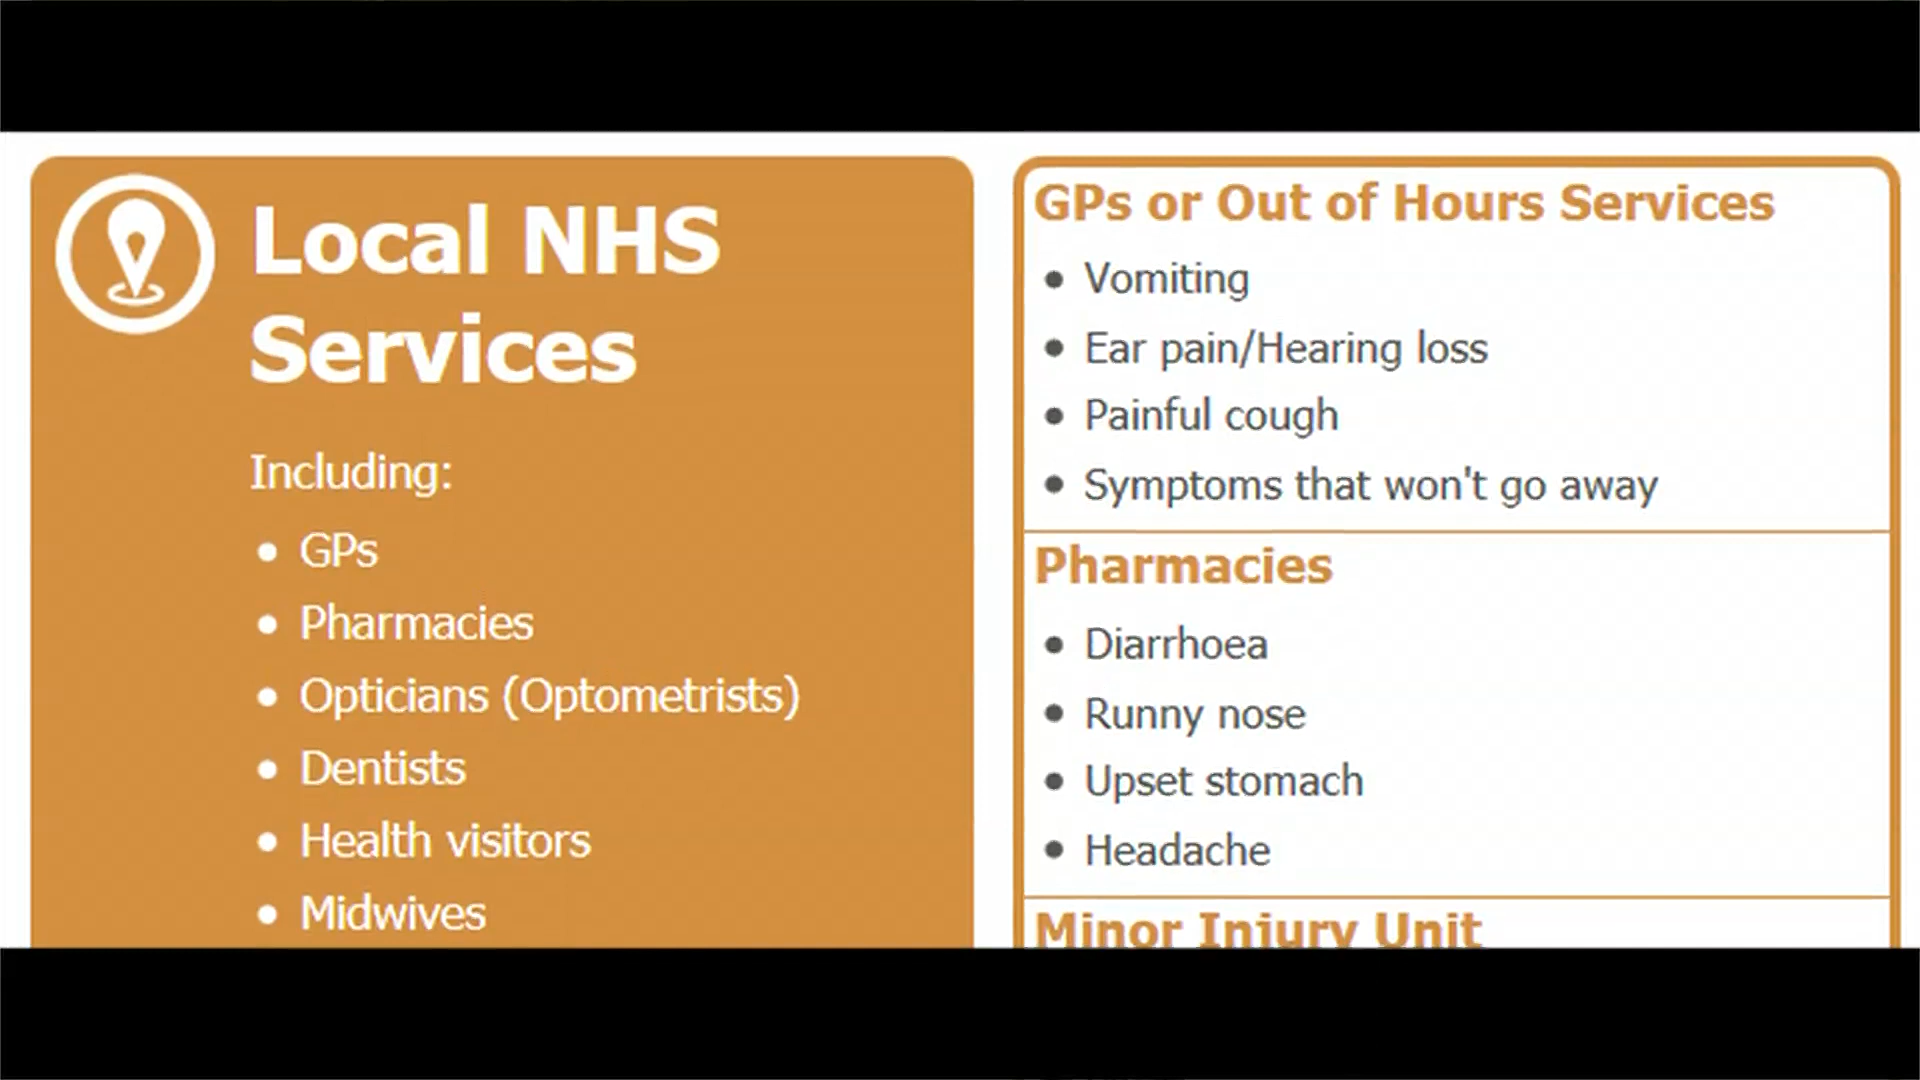 Local NHS
Services
Including:
• GPs
• Pharmacies
• Opticians (Optometrists)
• Dentists
• Health visitors
• Midwives
GPs or Out of Hours Services
• Vomiting
• Ear pain/Hearing loss
• Painful cough
• Symptoms that won't go away
Pharmacies
• Diarrhoea
• Runny nose
• Upset stomach
• Headache
Minor Injury Unit